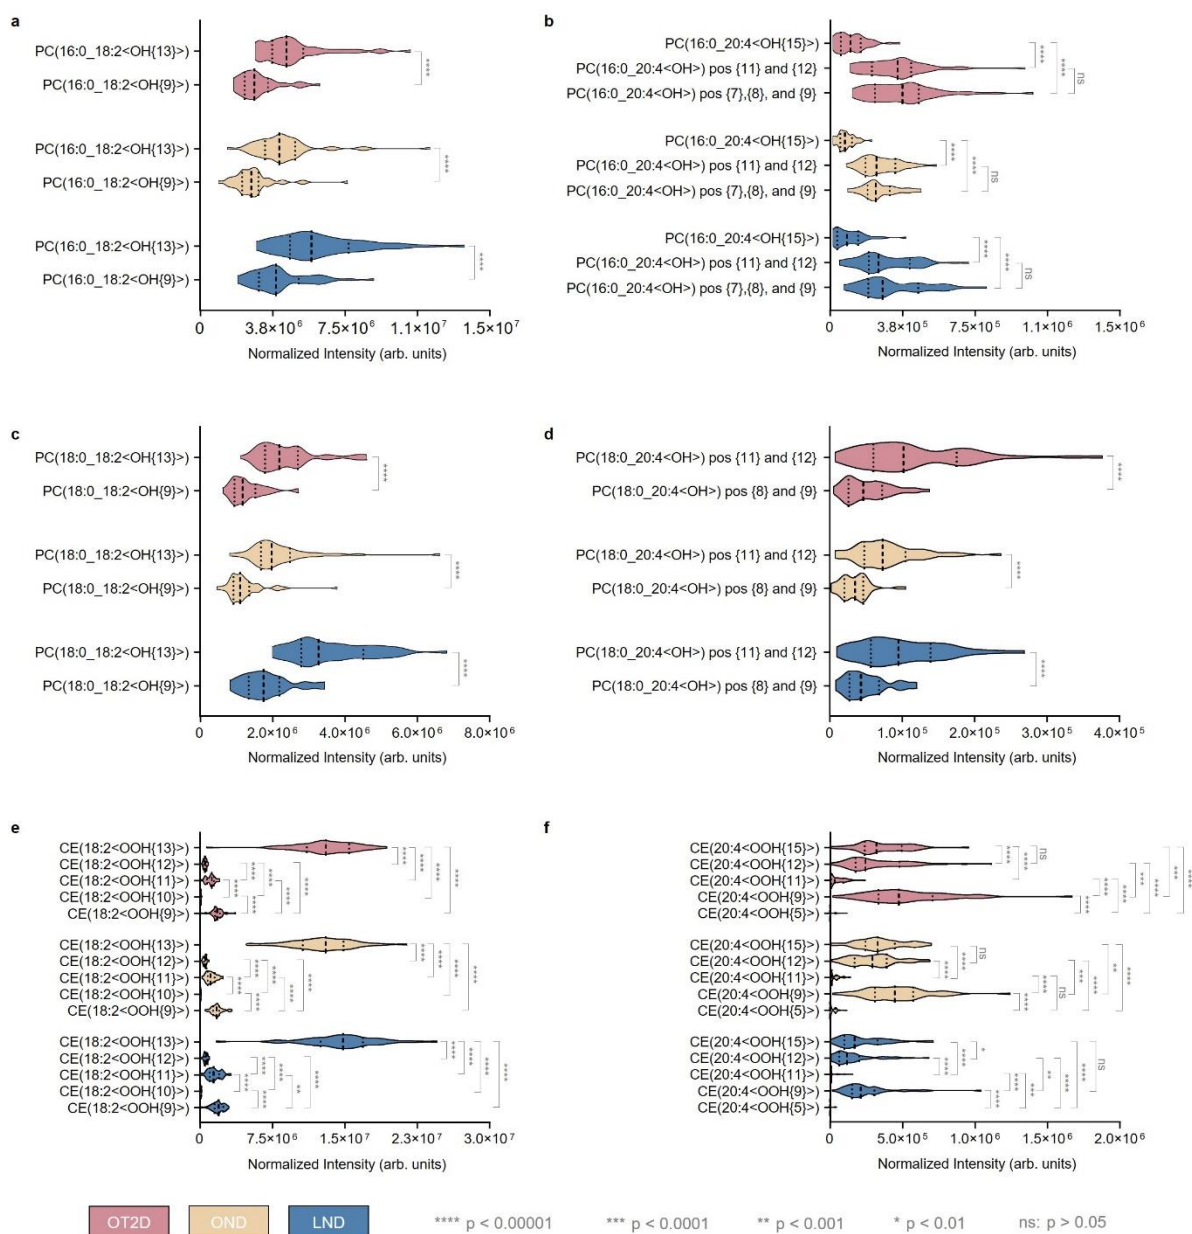 a
PC(16:0_18:2<OH{13}>)
****
PC(16:0_18:2<OH{9}>)
PC(16:0_18:2<OH{13}>)
****
PC(16:0_18:2<OH{9}>)
PC(16:0_18:2<OH{13}>)
****
PC(16:0_18:2<OH{9}>)
0 3.8×10⁶ 7.5×10⁶ 1.1×10⁷ 1.5×10⁷
Normalized Intensity (arb. units)
b
PC(16:0_20:4<OH{15}>)
PC(16:0_20:4<OH>) pos {11} and {12}
PC(16:0_20:4<OH>) pos {7},{8}, and {9}
**** **** ns
PC(16:0_20:4<OH{15}>)
PC(16:0_20:4<OH>) pos {11} and {12}
PC(16:0_20:4<OH>) pos {7},{8}, and {9}
**** **** ns
PC(16:0_20:4<OH{15}>)
PC(16:0_20:4<OH>) pos {11} and {12}
PC(16:0_20:4<OH>) pos {7},{8}, and {9}
**** **** ns
0 3.8×10⁵ 7.5×10⁵ 1.1×10⁶ 1.5×10⁶
Normalized Intensity (arb. units)
c
PC(18:0_18:2<OH{13}>)
****
PC(18:0_18:2<OH{9}>)
PC(18:0_18:2<OH{13}>)
****
PC(18:0_18:2<OH{9}>)
PC(18:0_18:2<OH{13}>)
****
PC(18:0_18:2<OH{9}>)
0 2.0×10⁶ 4.0×10⁶ 6.0×10⁶ 8.0×10⁶
Normalized Intensity (arb. units)
d
PC(18:0_20:4<OH>) pos {11} and {12}
****
PC(18:0_20:4<OH>) pos {8} and {9}
PC(18:0_20:4<OH>) pos {11} and {12}
****
PC(18:0_20:4<OH>) pos {8} and {9}
PC(18:0_20:4<OH>) pos {11} and {12}
****
PC(18:0_20:4<OH>) pos {8} and {9}
0 1.0×10⁵ 2.0×10⁵ 3.0×10⁵ 4.0×10⁵
Normalized Intensity (arb. units)
e
CE(18:2<OOH{13}>)
CE(18:2<OOH{12}>)
CE(18:2<OOH{11}>)
CE(18:2<OOH{10}>)
CE(18:2<OOH{9}>)
CE(18:2<OOH{13}>)
CE(18:2<OOH{12}>)
CE(18:2<OOH{11}>)
CE(18:2<OOH{10}>)
CE(18:2<OOH{9}>)
CE(18:2<OOH{13}>)
CE(18:2<OOH{12}>)
CE(18:2<OOH{11}>)
CE(18:2<OOH{10}>)
CE(18:2<OOH{9}>)
0 7.5×10⁶ 1.5×10⁷ 2.3×10⁷ 3.0×10⁷
Normalized Intensity (arb. units)
f
CE(20:4<OOH{15}>)
CE(20:4<OOH{12}>)
CE(20:4<OOH{11}>)
CE(20:4<OOH{9}>)
CE(20:4<OOH{5}>)
ns
CE(20:4<OOH{15}>)
CE(20:4<OOH{12}>)
CE(20:4<OOH{11}>)
CE(20:4<OOH{9}>)
CE(20:4<OOH{5}>)
ns
ns
CE(20:4<OOH{15}>)
CE(20:4<OOH{12}>)
CE(20:4<OOH{11}>)
CE(20:4<OOH{9}>)
CE(20:4<OOH{5}>)
ns
0 5.0×10⁵ 1.0×10⁶ 1.5×10⁶ 2.0×10⁶
Normalized Intensity (arb. units)
OT2D OND LND **** p < 0.00001 *** p < 0.0001 ** p < 0.001 * p < 0.01 ns: p > 0.05